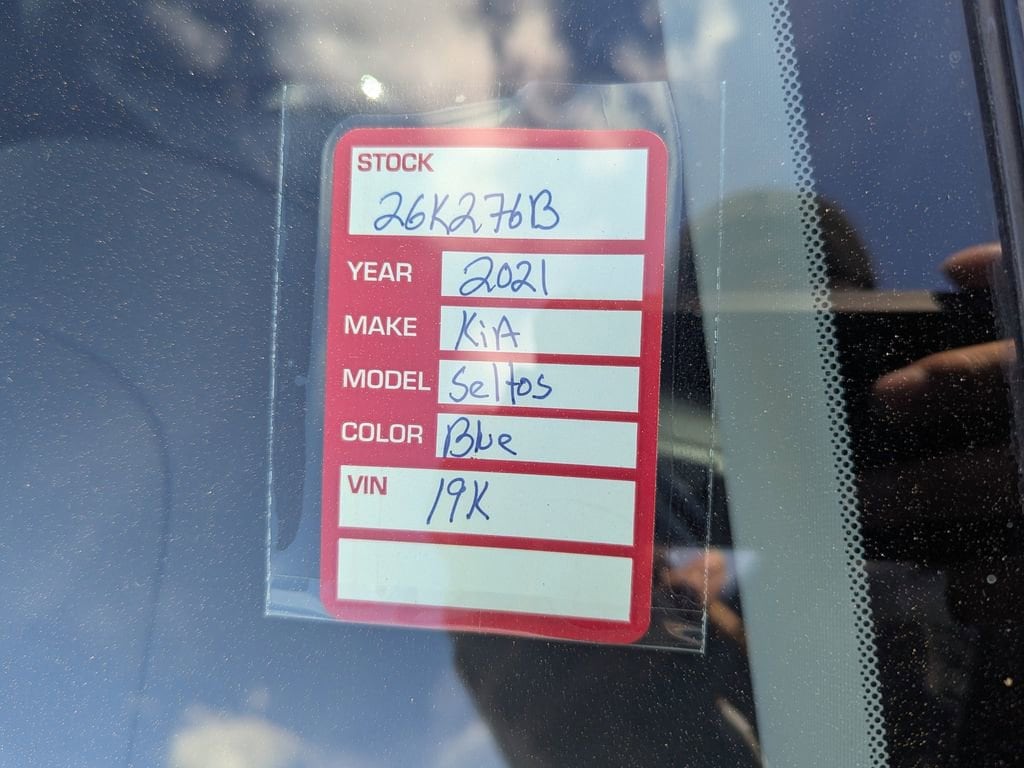 STOCK
26K276B
YEAR 2021
MAKE KiA
MODEL Seltos
COLOR Blue
VIN 19K